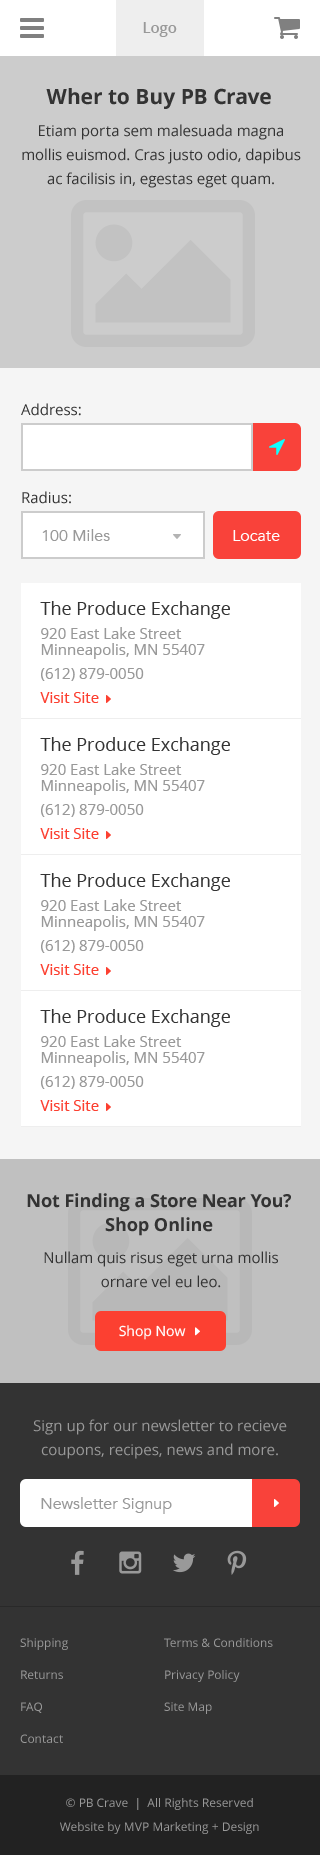 Logo
Wher to Buy PB Crave
Etiam porta sem malesuada magna
mollis euismod. Cras justo odio, dapibus
ac facilisis in, egestas eget quam.
Address:
Radius:
100 Miles
Locate
The Produce Exchange
920 East Lake Street
Minneapolis, MN 55407
(612) 879-0050
Visit Site
The Produce Exchange
920 East Lake Street
Minneapolis, MN 55407
(612) 879-0050
Visit Site
The Produce Exchange
920 East Lake Street
Minneapolis, MN 55407
(612) 879-0050
Visit Site
The Produce Exchange
920 East Lake Street
Minneapolis, MN 55407
(612) 879-0050
Visit Site
Not Finding a Store Near You?
Shop Online
Nullam quis risus eget urna mollis
ornare vel eu leo.
Shop Now
Sign up for our newsletter to recieve
coupons, recipes, news and more.
Newsletter Signup
Shipping
Returns
FAQ
Contact
Terms & Conditions
Privacy Policy
Site Map
© PB Crave | All Rights Reserved
Website by MVP Marketing + Design